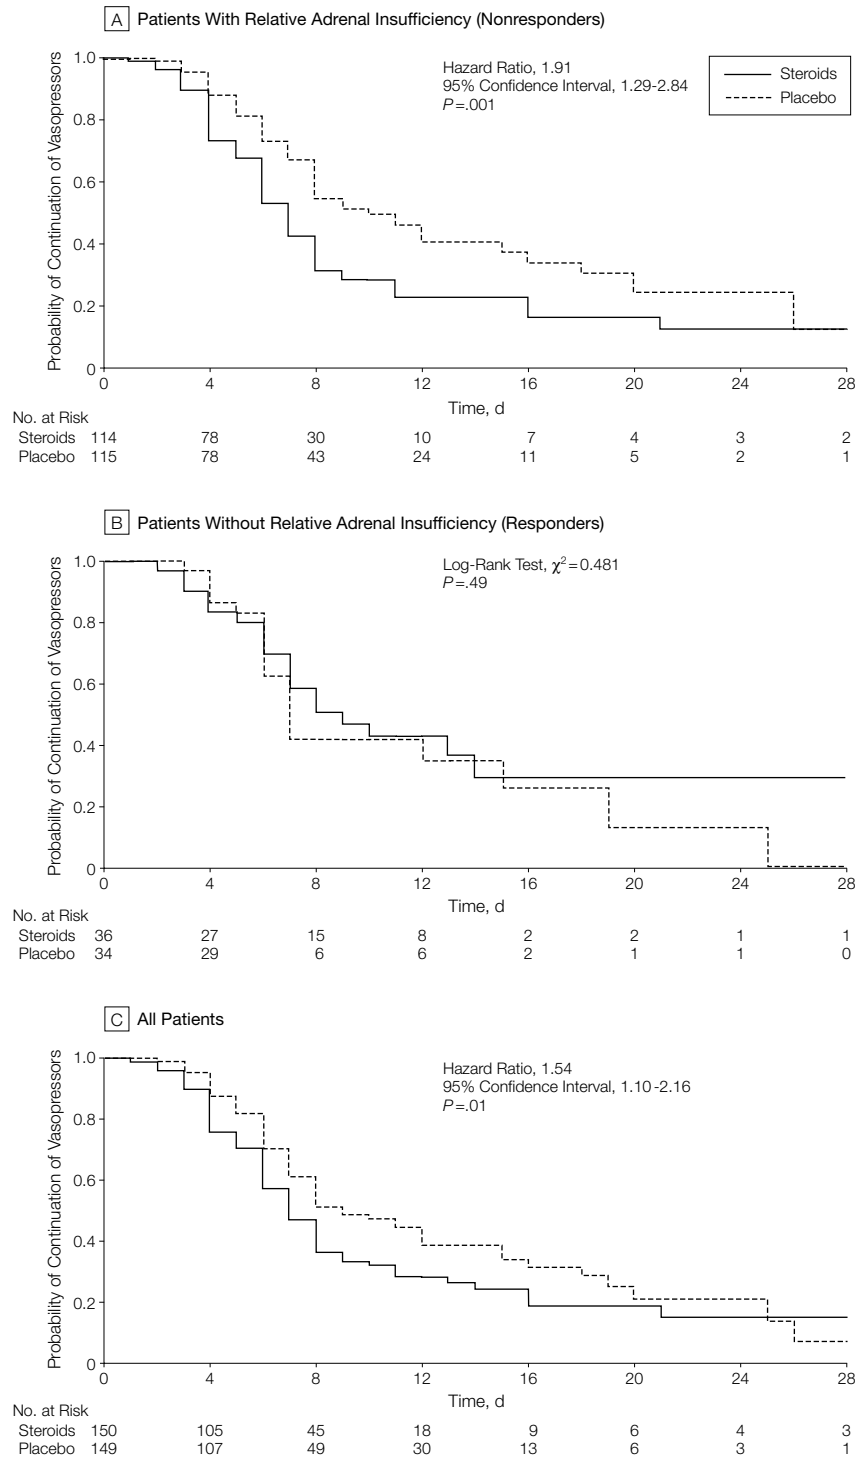 A Patients With Relative Adrenal Insufficiency (Nonresponders)
Hazard Ratio, 1.91
95% Confidence Interval, 1.29-2.84
P=.001
Steroids
Placebo
Probability of Continuation of Vasopressors
1.0
0.8
0.6
0.4
0.2
0
0 4 8 12 16 20 24 28
Time, d
No. at Risk
Steroids 114 78 30 10 7 4 3 2
Placebo 115 78 43 24 11 5 2 1
B Patients Without Relative Adrenal Insufficiency (Responders)
Log-Rank Test, χ²=0.481
P=.49
Probability of Continuation of Vasopressors
1.0
0.8
0.6
0.4
0.2
0
0 4 8 12 16 20 24 28
Time, d
No. at Risk
Steroids 36 27 15 8 2 2 1 1
Placebo 34 29 6 6 2 1 1 0
C All Patients
Hazard Ratio, 1.54
95% Confidence Interval, 1.10-2.16
P=.01
Probability of Continuation of Vasopressors
1.0
0.8
0.6
0.4
0.2
0
0 4 8 12 16 20 24 28
Time, d
No. at Risk
Steroids 150 105 45 18 9 6 4 3
Placebo 149 107 49 30 13 6 3 1